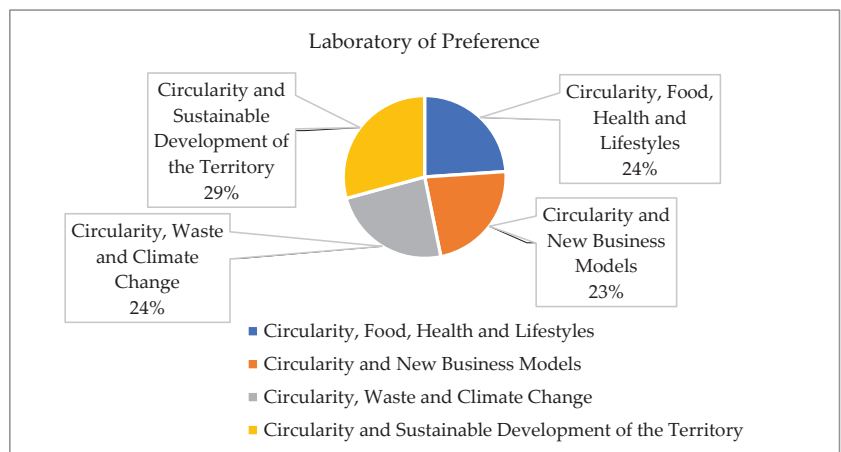 Laboratory of Preference
Circularity and
Sustainable
Development of
the Territory
29%
Circularity, Food,
Health and
Lifestyles
24%
Circularity, Waste
and Climate
Change
24%
Circularity and
New Business
Models
23%
Circularity, Food, Health and Lifestyles
Circularity and New Business Models
Circularity, Waste and Climate Change
Circularity and Sustainable Development of the Territory